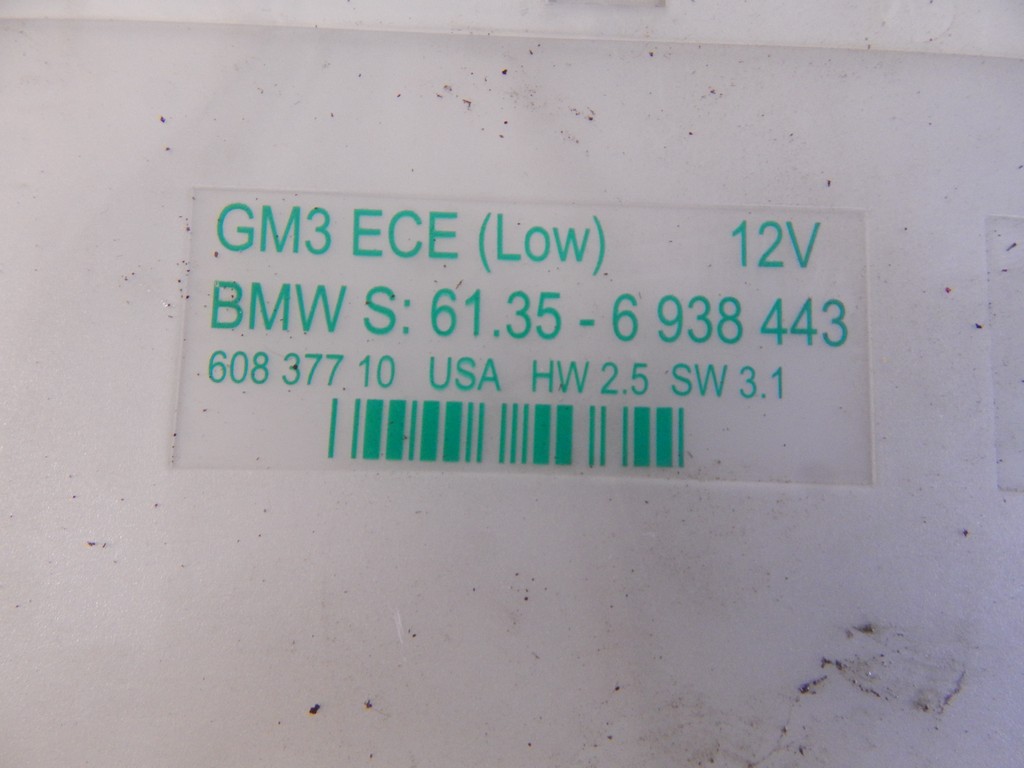 GM3 ECE (Low) 12V
BMW S: 61.35 - 6 938 443
608 377 10 USA HW 2.5 SW 3.1